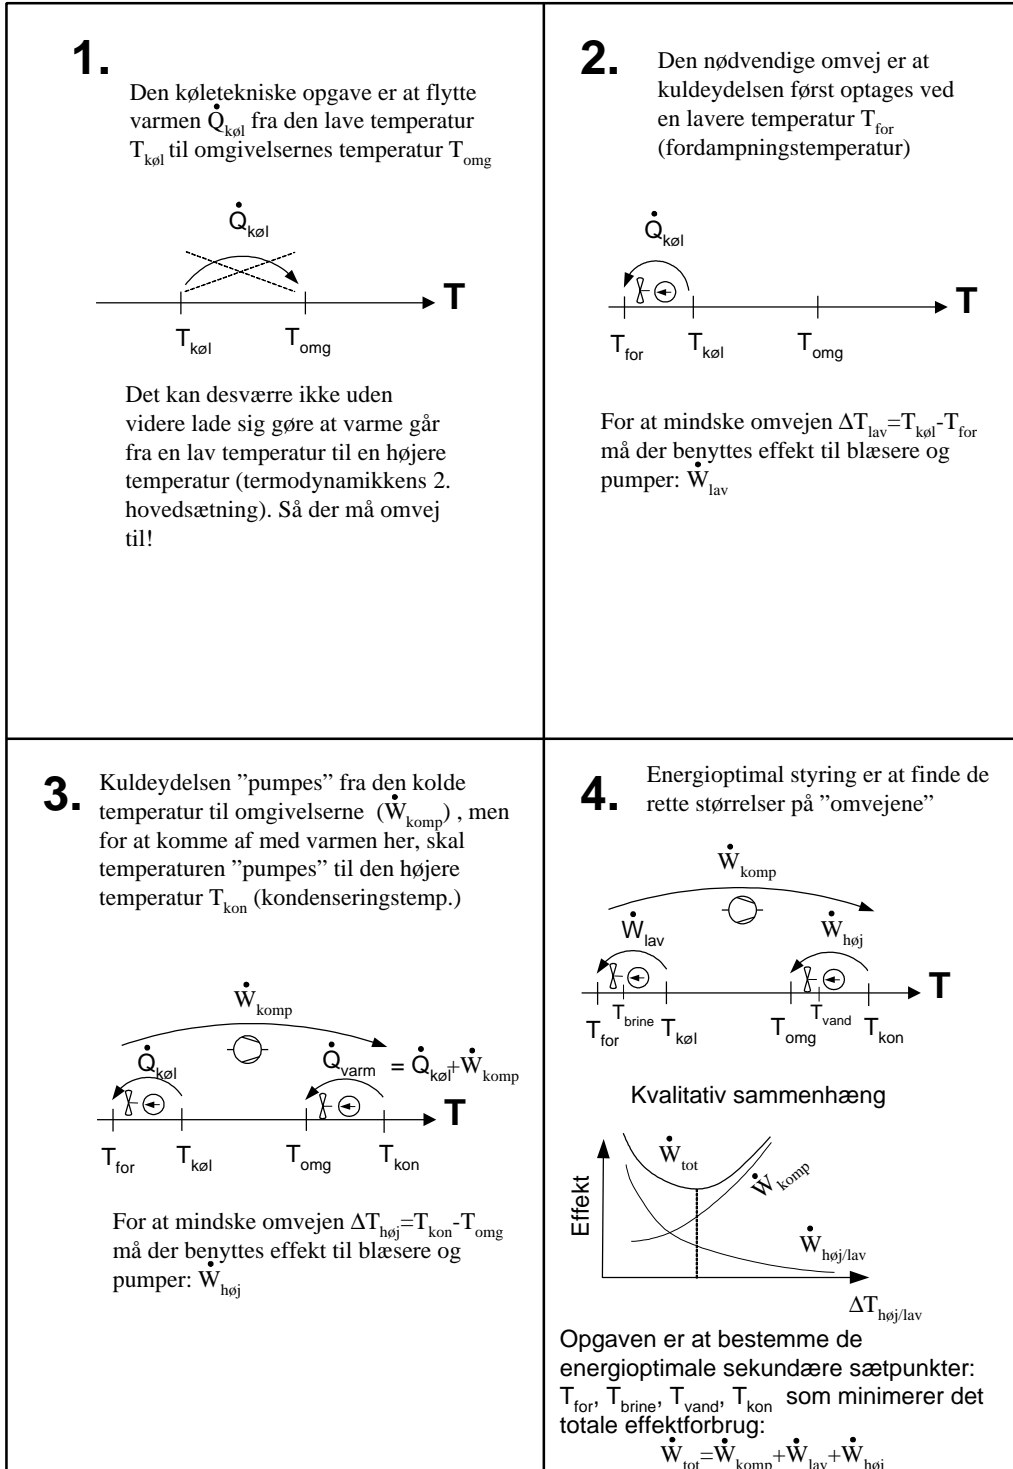 1.
Den køletekniske opgave er at flytte
varmen Q̇køl fra den lave temperatur
Tkøl til omgivelsernes temperatur Tomg
Q̇køl
T
Tkøl Tomg
Det kan desværre ikke uden
videre lade sig gøre at varme går
fra en lav temperatur til en højere
temperatur (termodynamikkens 2.
hovedsætning). Så der må omvej
til!
2.
Den nødvendige omvej er at
kuldeydelsen først optages ved
en lavere temperatur Tfor
(fordampningstemperatur)
Q̇køl
T
Tfor Tkøl Tomg
For at mindske omvejen ΔTlav=Tkøl-Tfor
må der benyttes effekt til blæsere og
pumper: Ẇlav
3.
Kuldeydelsen ”pumpes” fra den kolde
temperatur til omgivelserne (Ẇkomp) , men
for at komme af med varmen her, skal
temperaturen ”pumpes” til den højere
temperatur Tkon (kondenseringstemp.)
Ẇkomp
Q̇køl Q̇varm = Q̇køl+Ẇkomp
T
Tfor Tkøl Tomg Tkon
For at mindske omvejen ΔThøj=Tkon-Tomg
må der benyttes effekt til blæsere og
pumper: Ẇhøj
4.
Energioptimal styring er at finde de
rette størrelser på ”omvejene”
Ẇkomp
Ẇlav Ẇhøj
T
Tfor Tbrine Tkøl Tomg Tvand Tkon
Kvalitativ sammenhæng
Effekt
Ẇtot
Ẇkomp
Ẇhøj/lav
ΔThøj/lav
Opgaven er at bestemme de
energioptimale sekundære sætpunkter:
Tfor, Tbrine, Tvand, Tkon som minimerer det
totale effektforbrug:
Ẇtot=Ẇkomp+Ẇlav+Ẇhøj